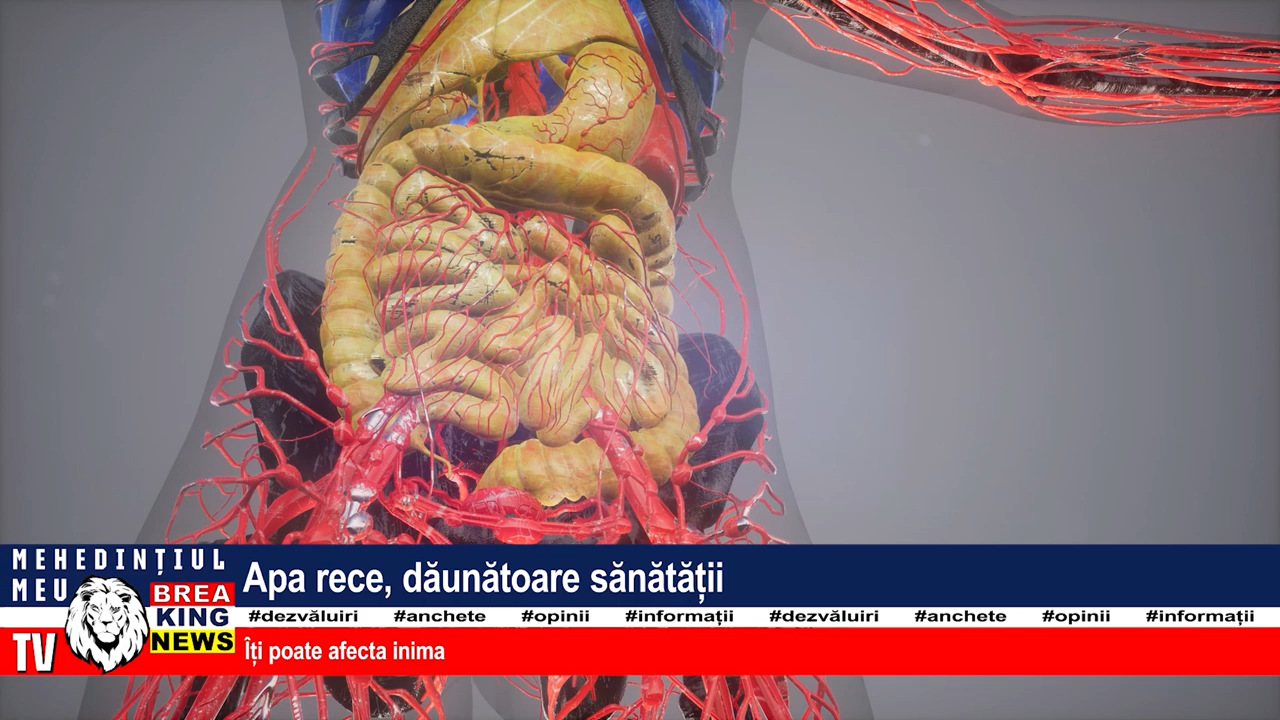 MEHEDINȚIUL
MEU
TV
BREA
KING
NEWS
Apa rece, dăunătoare sănătății
#dezvăluiri #anchete #opinii #informații #dezvăluiri #anchete #opinii #informații
Îți poate afecta inima